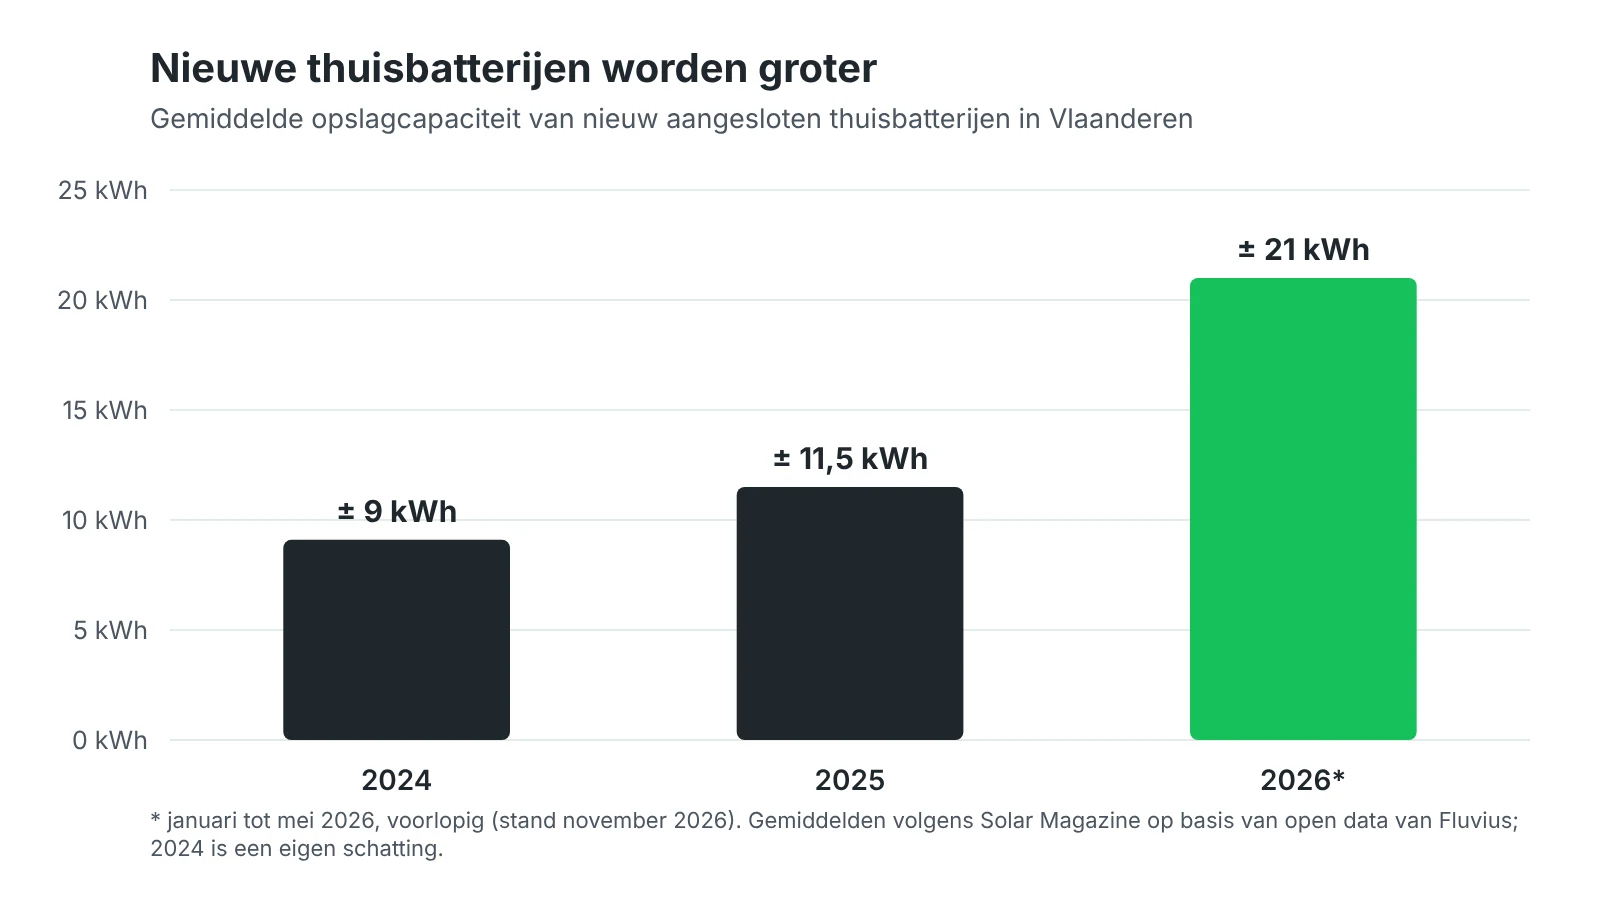 Nieuwe thuisbatterijen worden groter
Gemiddelde opslagcapaciteit van nieuw aangesloten thuisbatterijen in Vlaanderen
25 kWh
± 21 kWh
20 kWh
15 kWh
± 11,5 kWh
± 9 kWh
10 kWh
5 kWh
0 kWh
2024
2025
2026*
* januari tot mei 2026, voorlopig (stand november 2026). Gemiddelden volgens Solar Magazine op basis van open data van Fluvius;
2024 is een eigen schatting.